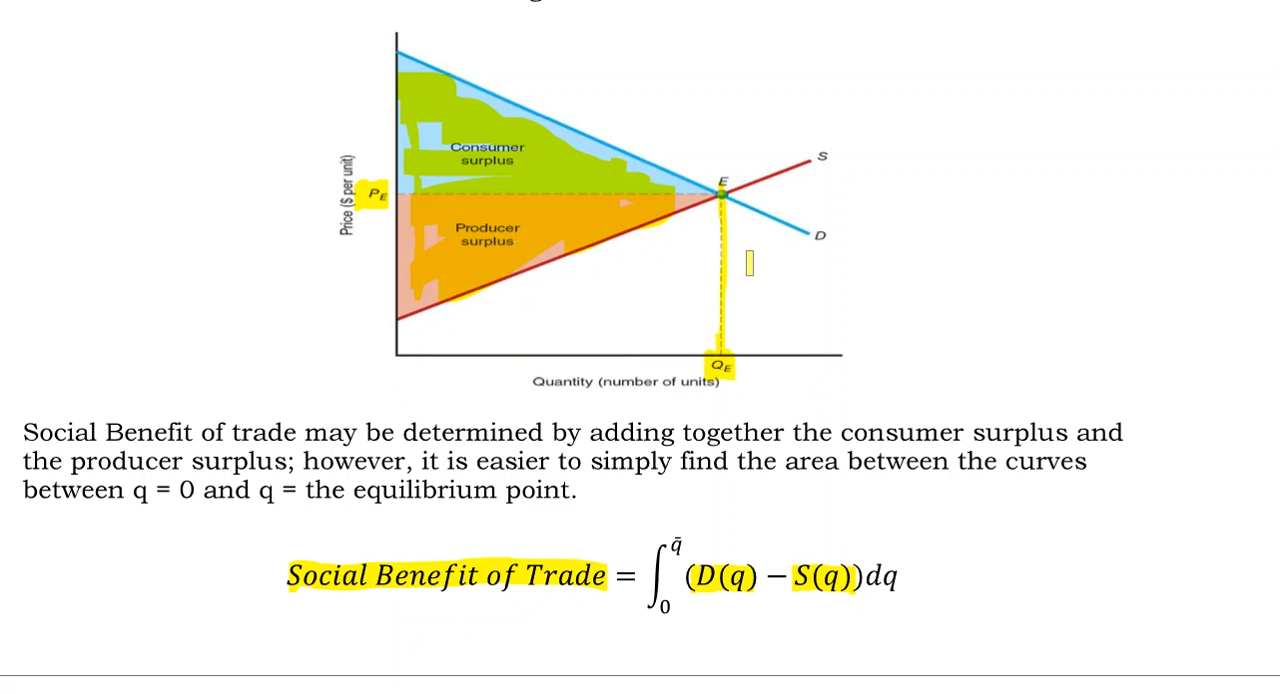 Consumer
surplus
S
E
P_E
Price ($ per unit)
Producer
surplus
D
Q_E
Quantity (number of units)
Social Benefit of trade may be determined by adding together the consumer surplus and
the producer surplus; however, it is easier to simply find the area between the curves
between q = 0 and q = the equilibrium point.
Social Benefit of Trade = ∫₀^q̄ (D(q) − S(q))dq